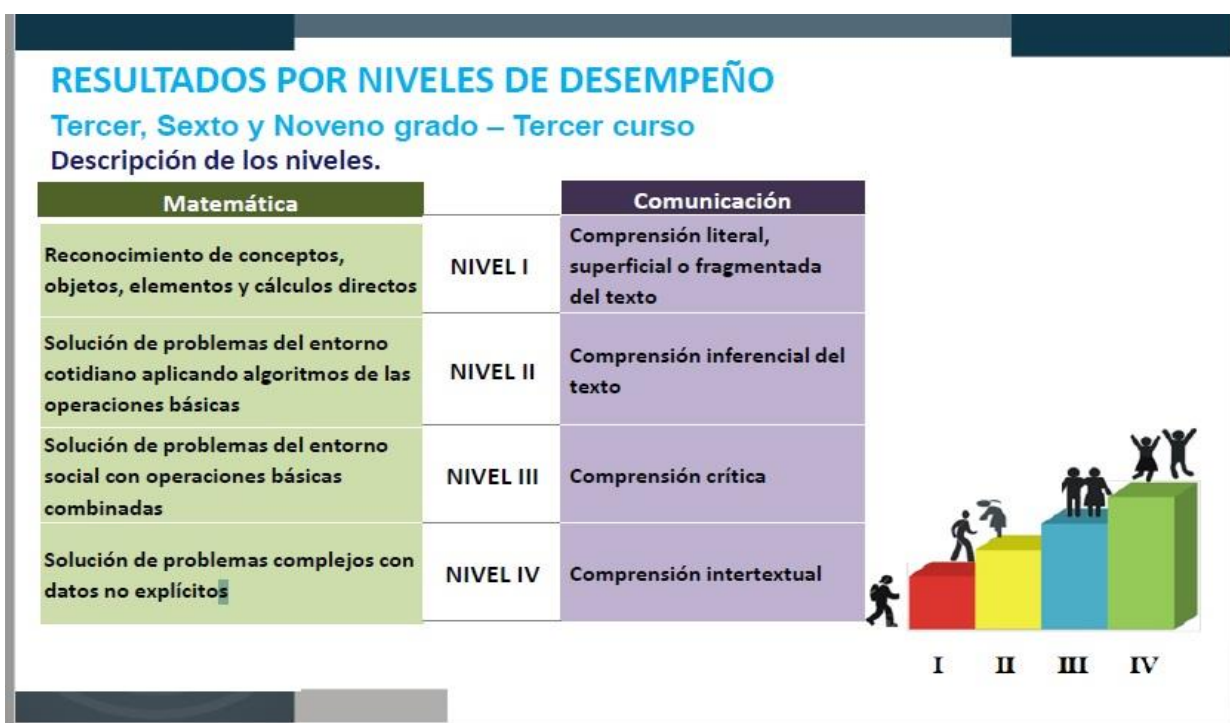 RESULTADOS POR NIVELES DE DESEMPEÑO
Tercer, Sexto y Noveno grado – Tercer curso
Descripción de los niveles.
Matemática
Comunicación
Reconocimiento de conceptos,
objetos, elementos y cálculos directos
NIVEL I
Comprensión literal,
superficial o fragmentada
del texto
Solución de problemas del entorno
cotidiano aplicando algoritmos de las
operaciones básicas
NIVEL II
Comprensión inferencial del
texto
Solución de problemas del entorno
social con operaciones básicas
combinadas
NIVEL III
Comprensión crítica
Solución de problemas complejos con
datos no explícitos
NIVEL IV
Comprensión intertextual
I II III IV